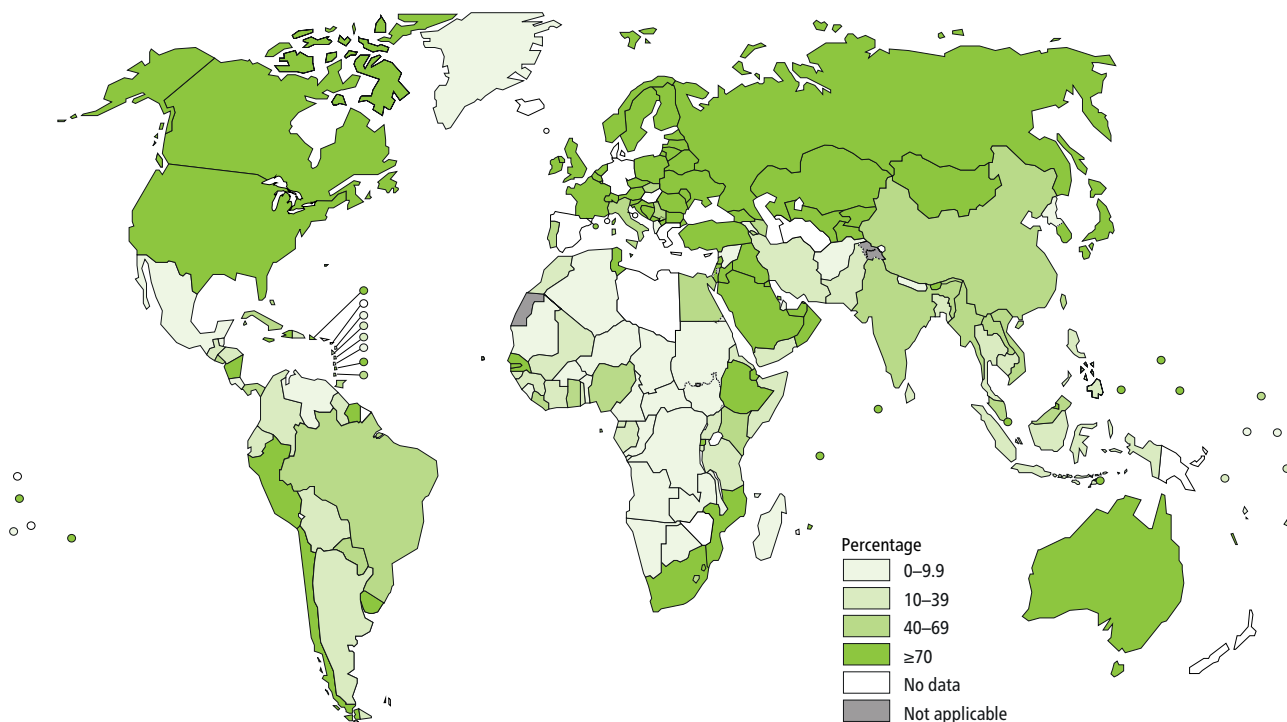 Percentage
0–9.9
10–39
40–69
≥70
No data
Not applicable